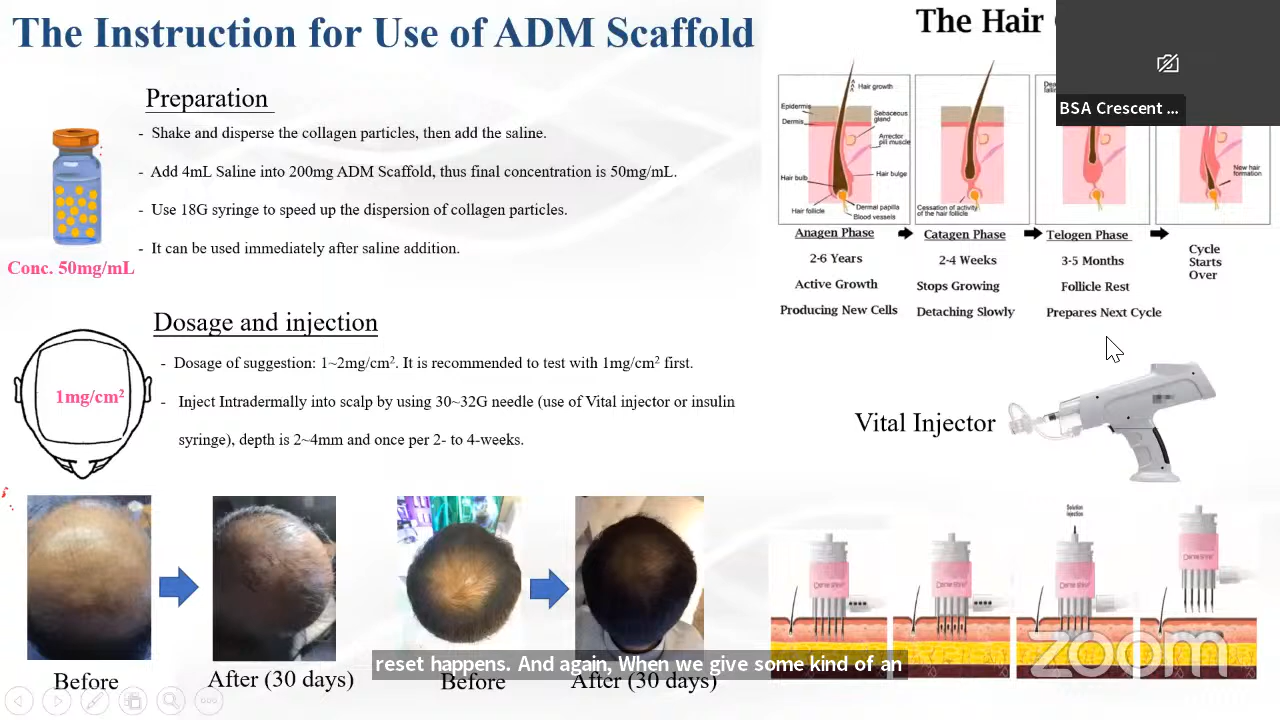 The Instruction for Use of ADM Scaffold
Preparation
- Shake and disperse the collagen particles, then add the saline.
- Add 4mL Saline into 200mg ADM Scaffold, thus final concentration is 50mg/mL.
- Use 18G syringe to speed up the dispersion of collagen particles.
- It can be used immediately after saline addition.
Conc. 50mg/mL
Dosage and injection
- Dosage of suggestion: 1~2mg/cm². It is recommended to test with 1mg/cm² first.
- Inject Intradermally into scalp by using 30~32G needle (use of Vital injector or insulin
syringe), depth is 2~4mm and once per 2- to 4-weeks.
1mg/cm²
Before
After (30 days)
Before
After (30 days)
The Hair
BSA Crescent ...
Hair growth
Epidermis
Dermis
Sebaceous
gland
Arrector
pili muscle
Hair bulb
Hair bulge
Hair follicle
Dermal papilla
Blood vessels
Cessation of activity
of the hair follicle
New hair
formation
Anagen Phase
2-6 Years
Active Growth
Producing New Cells
Catagen Phase
2-4 Weeks
Stops Growing
Detaching Slowly
Telogen Phase
3-5 Months
Follicle Rest
Prepares Next Cycle
Cycle
Starts
Over
Vital Injector
Solution
Injection
zoom
reset happens. And again, When we give some kind of an